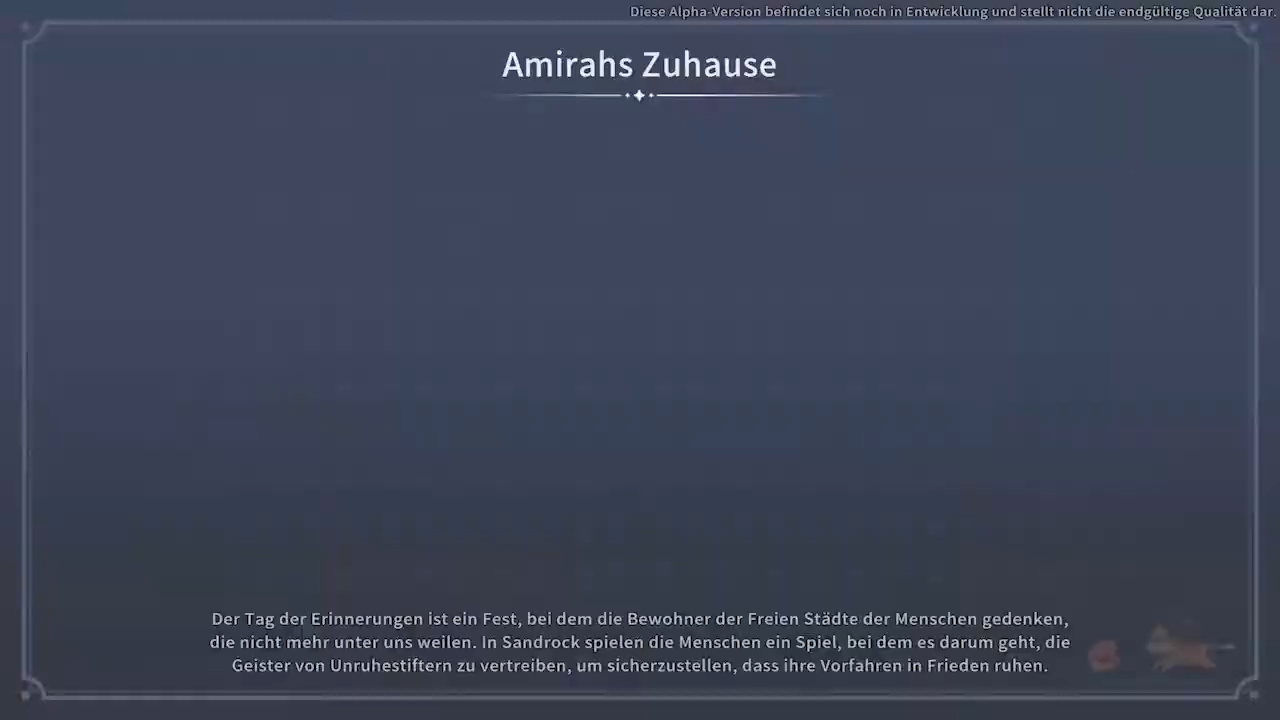 Diese Alpha-Version befindet sich noch in Entwicklung und stellt nicht die endgültige Qualität dar.
Amirahs Zuhause
Der Tag der Erinnerungen ist ein Fest, bei dem die Bewohner der Freien Städte der Menschen gedenken,
die nicht mehr unter uns weilen. In Sandrock spielen die Menschen ein Spiel, bei dem es darum geht, die
Geister von Unruhestiftern zu vertreiben, um sicherzustellen, dass ihre Vorfahren in Frieden ruhen.